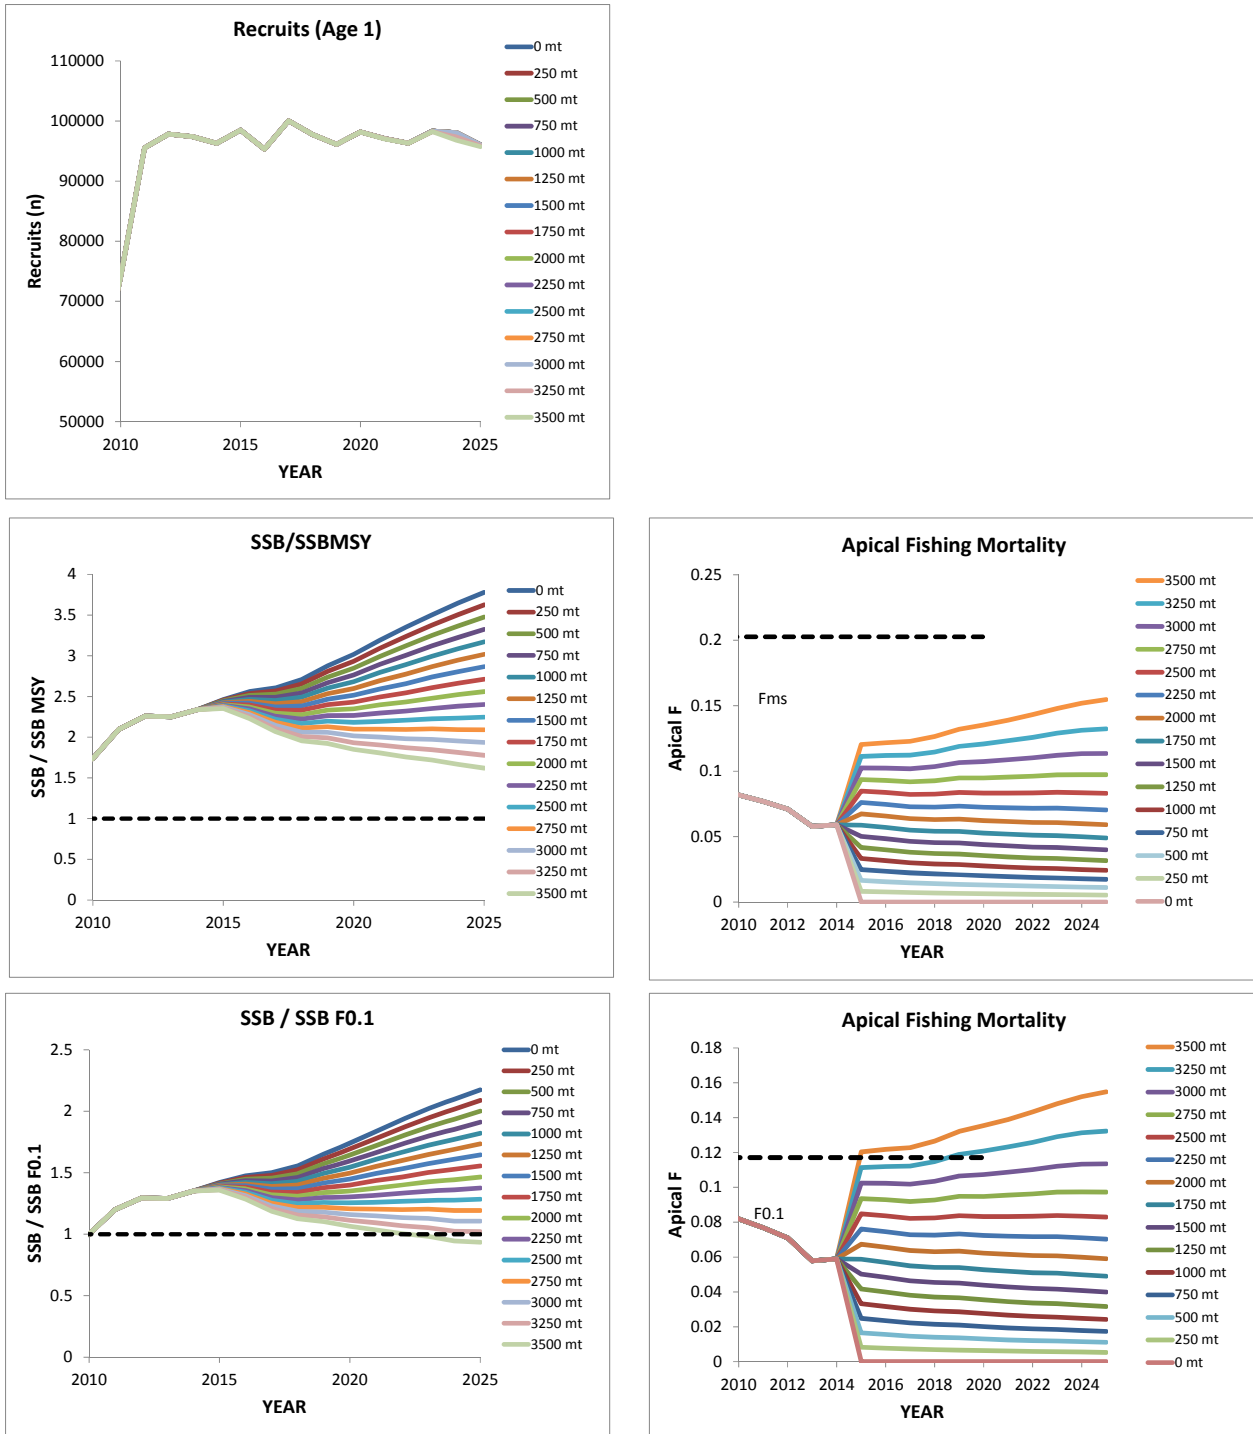 Recruits (Age 1)
110000
100000
90000
80000
70000
60000
50000
Recruits (n)
2010 2015 2020 2025
YEAR
0 mt
250 mt
500 mt
750 mt
1000 mt
1250 mt
1500 mt
1750 mt
2000 mt
2250 mt
2500 mt
2750 mt
3000 mt
3250 mt
3500 mt
SSB/SSBMSY
4
3.5
3
2.5
2
1.5
1
0.5
0
SSB / SSB MSY
2010 2015 2020 2025
YEAR
0 mt
250 mt
500 mt
750 mt
1000 mt
1250 mt
1500 mt
1750 mt
2000 mt
2250 mt
2500 mt
2750 mt
3000 mt
3250 mt
3500 mt
Apical Fishing Mortality
0.25
0.2
0.15
0.1
0.05
0
Apical F
Fms
2010 2012 2014 2016 2018 2020 2022 2024
YEAR
3500 mt
3250 mt
3000 mt
2750 mt
2500 mt
2250 mt
2000 mt
1750 mt
1500 mt
1250 mt
1000 mt
750 mt
500 mt
250 mt
0 mt
SSB / SSB F0.1
2.5
2
1.5
1
0.5
0
SSB / SSB F0.1
2010 2015 2020 2025
YEAR
0 mt
250 mt
500 mt
750 mt
1000 mt
1250 mt
1500 mt
1750 mt
2000 mt
2250 mt
2500 mt
2750 mt
3000 mt
3250 mt
3500 mt
Apical Fishing Mortality
0.18
0.16
0.14
0.12
0.1
0.08
0.06
0.04
0.02
0
Apical F
F0.1
2010 2012 2014 2016 2018 2020 2022 2024
YEAR
3500 mt
3250 mt
3000 mt
2750 mt
2500 mt
2250 mt
2000 mt
1750 mt
1500 mt
1250 mt
1000 mt
750 mt
500 mt
250 mt
0 mt